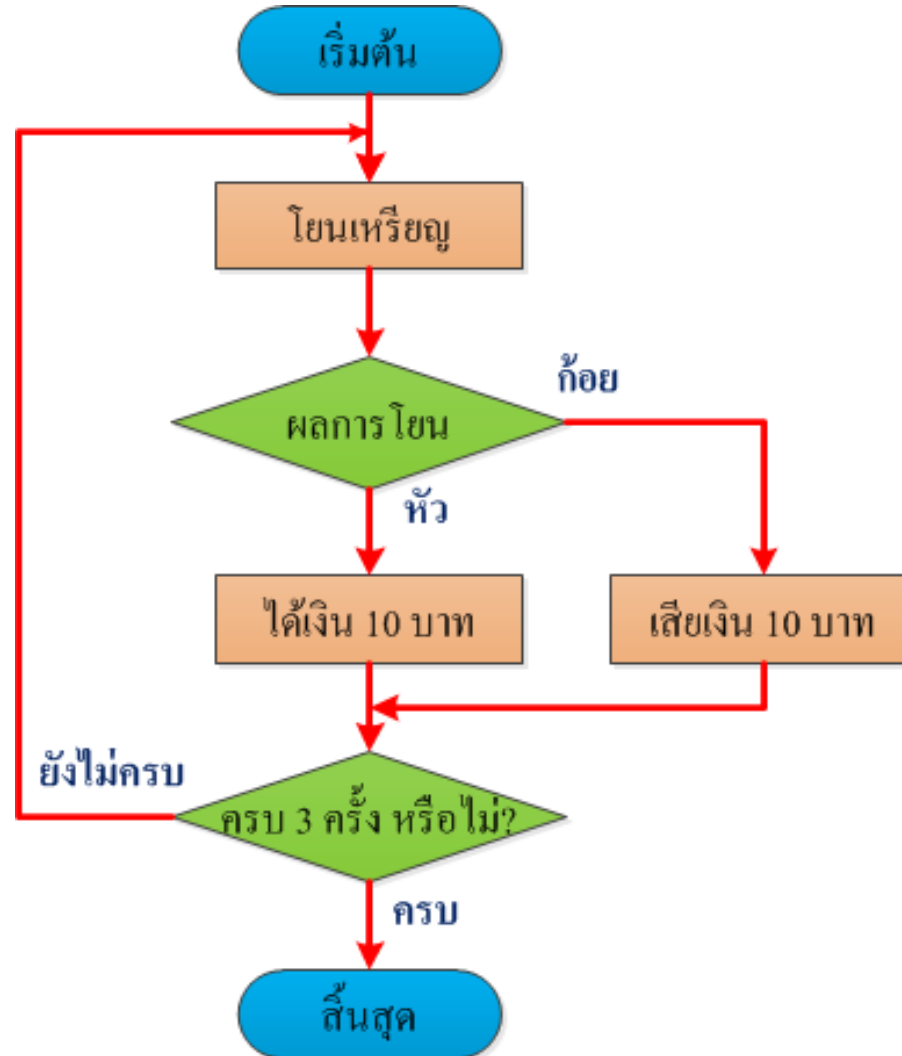 เริ่มต้น
โยนเหรียญ
ก้อย
ผลการโยน
หัว
ได้เงิน 10 บาท
เสียเงิน 10 บาท
ยังไม่ครบ
ครบ 3 ครั้ง หรือไม่?
ครบ
สิ้นสุด